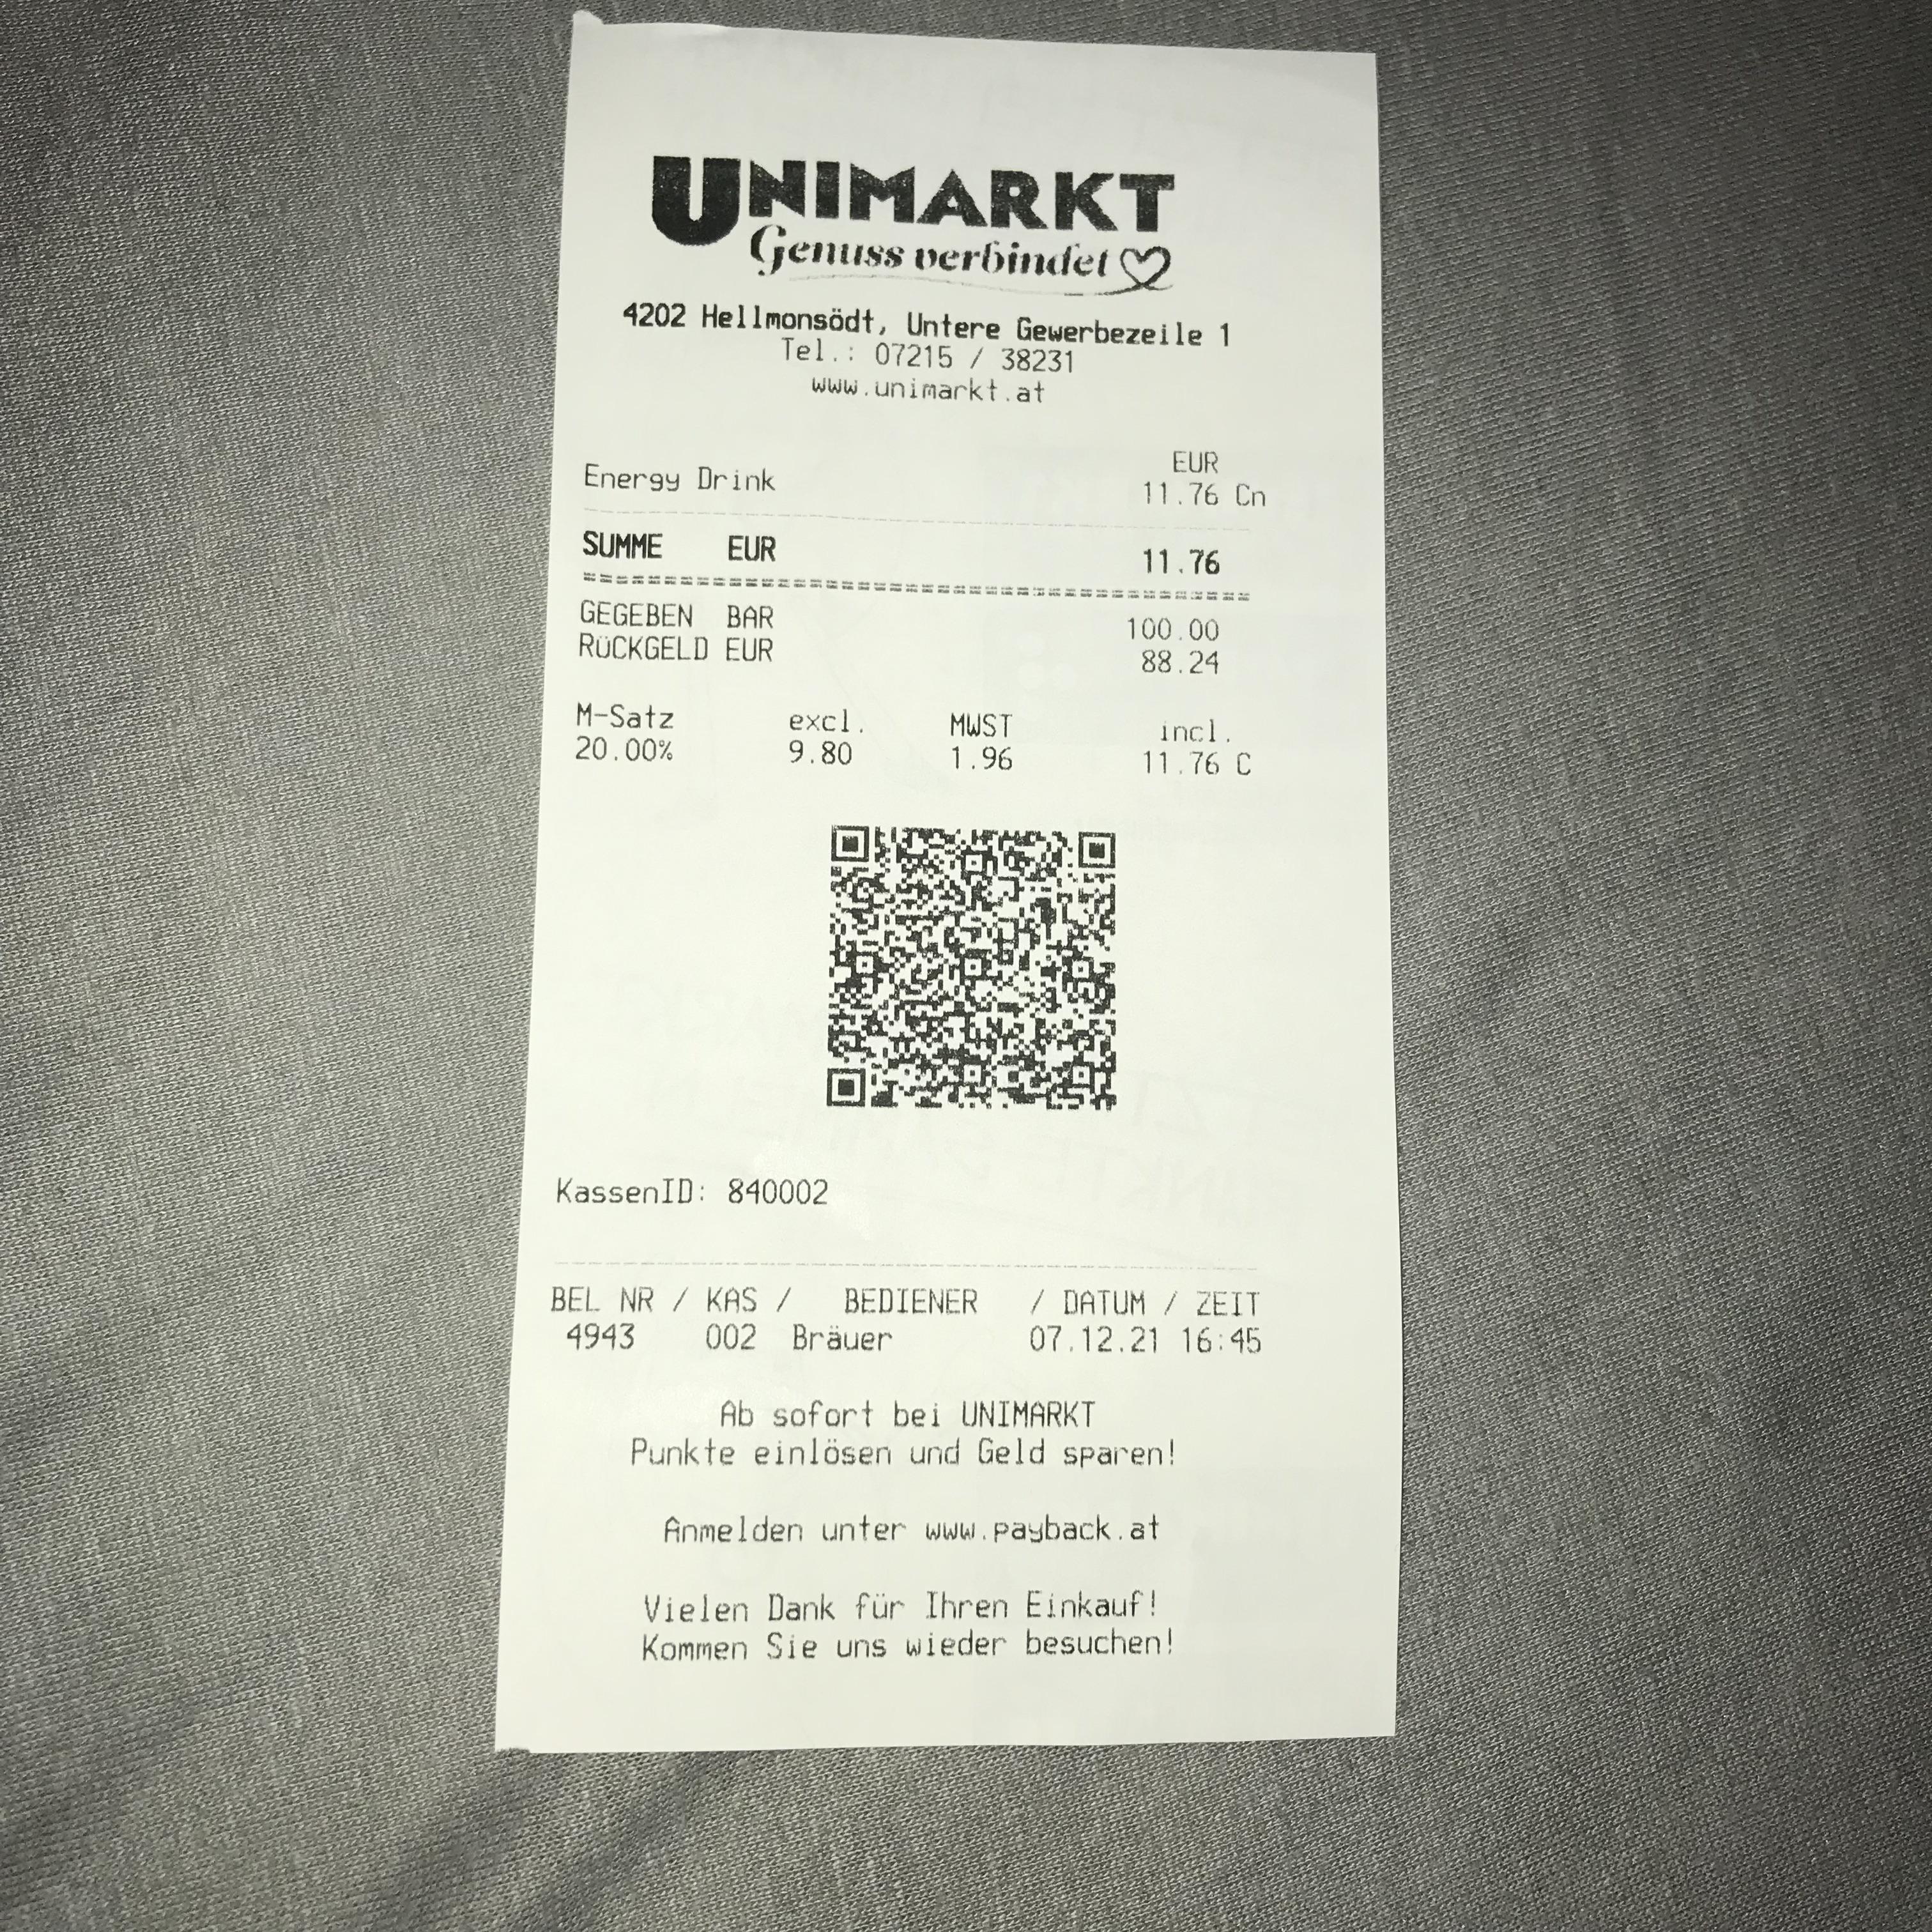 UNIMARKT
Genuss verbindet
4202 Hellmonsödt, Untere Gewerbezeile 1
Tel.: 07215 / 38231
www.unimarkt.at
EUR
Energy Drink 11.76 Cn
SUMME EUR 11.76
GEGEBEN BAR 100.00
RÜCKGELD EUR 88.24
M-Satz excl. MWST incl.
20.00% 9.80 1.96 11.76 C
KassenID: 840002
BEL NR / KAS / BEDIENER / DATUM / ZEIT
4943 002 Bräuer 07.12.21 16:45
Ab sofort bei UNIMARKT
Punkte einlösen und Geld sparen!
Anmelden unter www.payback.at
Vielen Dank für Ihren Einkauf!
Kommen Sie uns wieder besuchen!